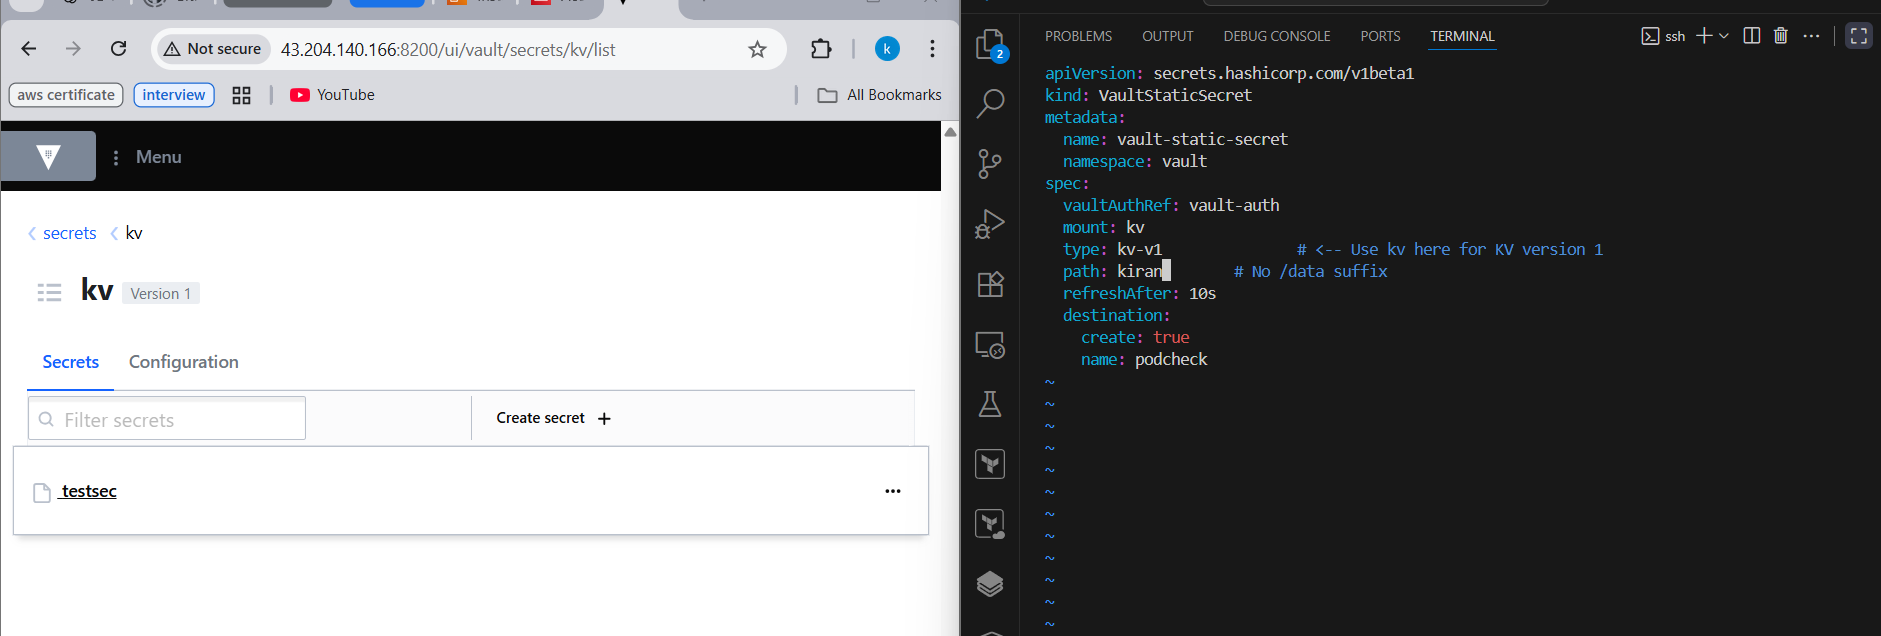 Not secure
43.204.140.166:8200/ui/vault/secrets/kv/list
k
aws certificate
interview
YouTube
All Bookmarks
Menu
secrets
kv
kv
Version 1
Secrets
Configuration
Filter secrets
Create secret +
testsec
2
PROBLEMS
OUTPUT
DEBUG CONSOLE
PORTS
TERMINAL
ssh
apiVersion: secrets.hashicorp.com/v1beta1
kind: VaultStaticSecret
metadata:
  name: vault-static-secret
  namespace: vault
spec:
  vaultAuthRef: vault-auth
  mount: kv
  type: kv-v1               # <-- Use kv here for KV version 1
  path: kiran        # No /data suffix
  refreshAfter: 10s
  destination:
    create: true
    name: podcheck
~
~
~
~
~
~
~
~
~
~
~
~